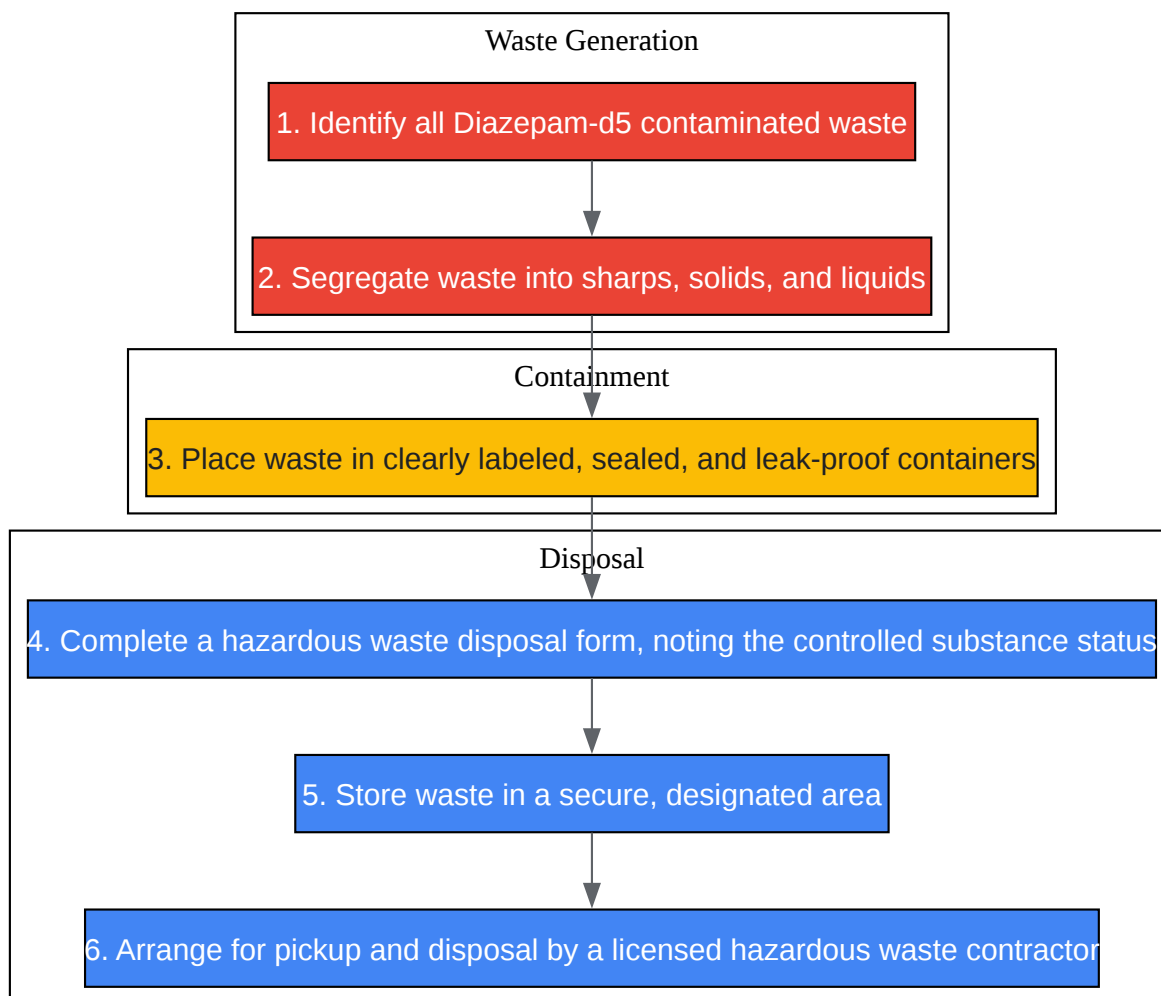 Waste Generation
1. Identify all Diazepam-d5 contaminated waste
2. Segregate waste into sharps, solids, and liquids
Containment
3. Place waste in clearly labeled, sealed, and leak-proof containers
Disposal
4. Complete a hazardous waste disposal form, noting the controlled substance status
5. Store waste in a secure, designated area
6. Arrange for pickup and disposal by a licensed hazardous waste contractor